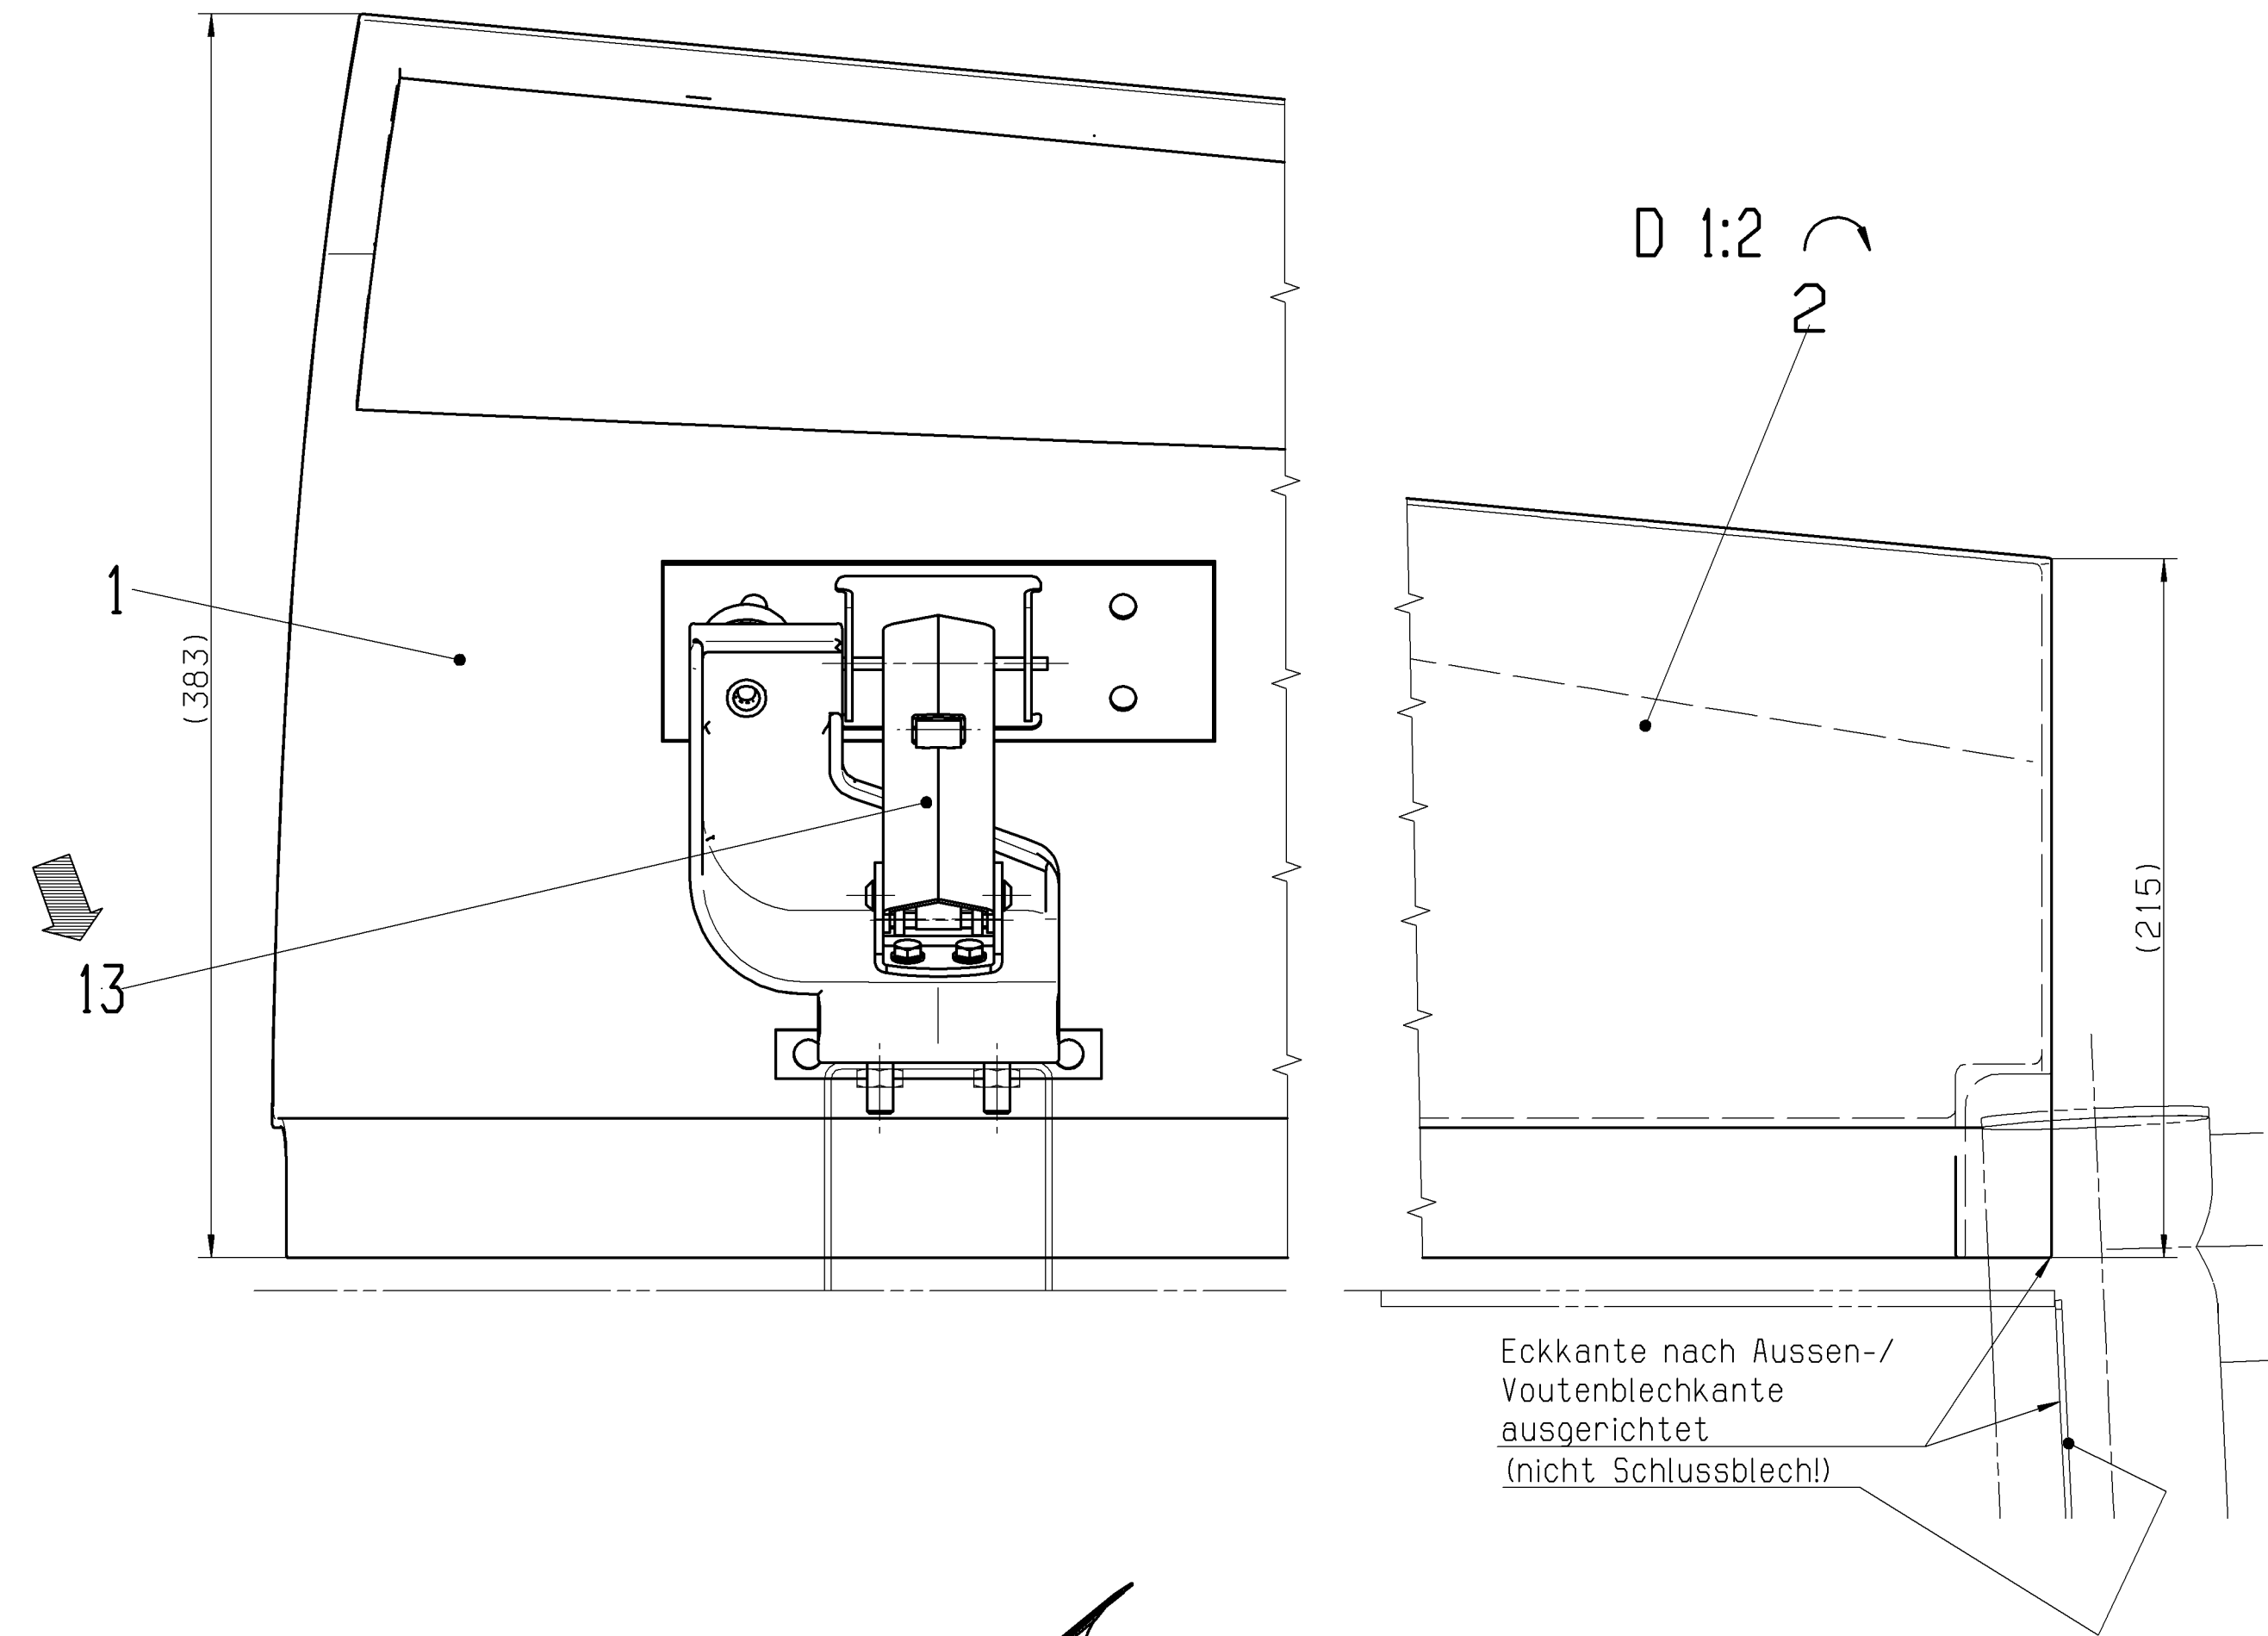 D 1:2
2
1
(383)
13
(215)
Eckkante nach Aussen-/
Voutenblechkante
ausgerichtet
(nicht Schlussblech!)